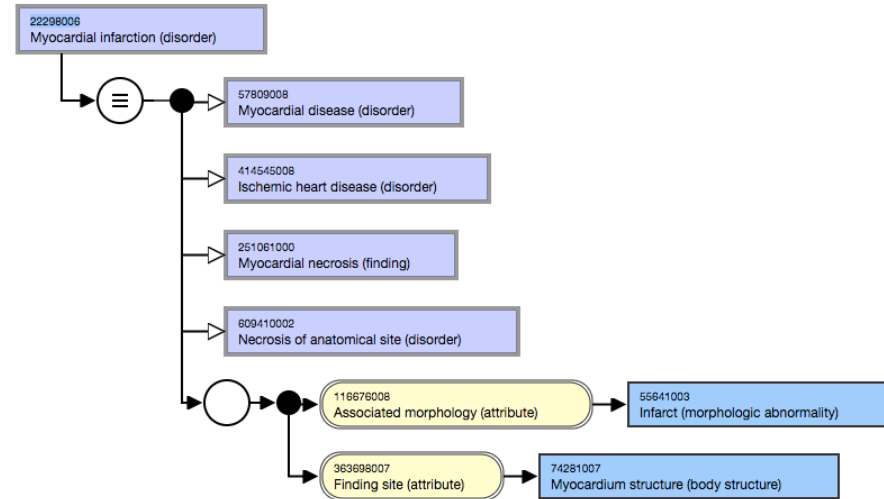 22298006
Myocardial infarction (disorder)
57809008
Myocardial disease (disorder)
414545008
Ischemic heart disease (disorder)
251061000
Myocardial necrosis (finding)
609410002
Necrosis of anatomical site (disorder)
116676008
Associated morphology (attribute)
55641003
Infarct (morphologic abnormality)
363698007
Finding site (attribute)
74281007
Myocardium structure (body structure)